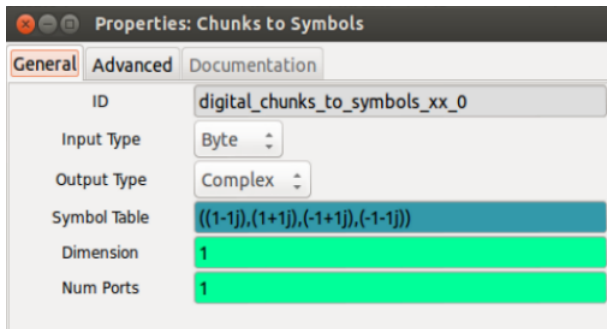 Properties: Chunks to Symbols
General Advanced Documentation
ID digital_chunks_to_symbols_xx_0
Input Type Byte
Output Type Complex
Symbol Table ((1-1j),(1+1j),(-1+1j),(-1-1j))
Dimension 1
Num Ports 1